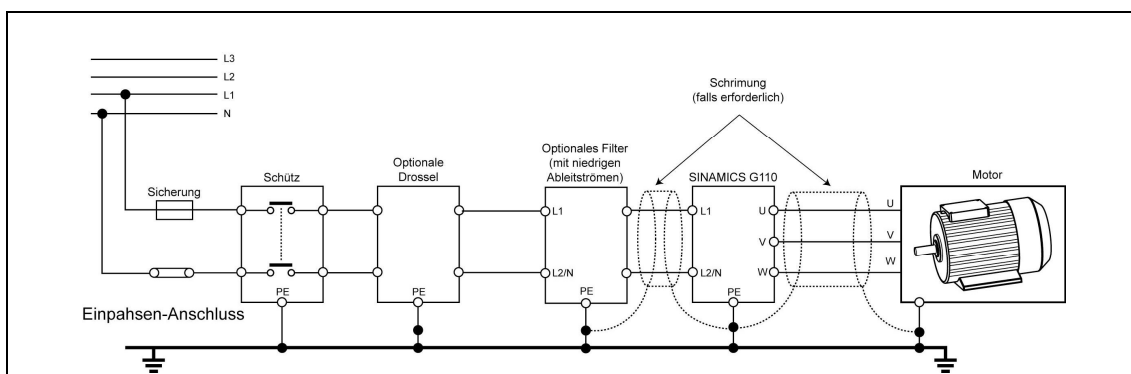 L3
L2
L1
N
Schrimung
(falls erforderlich)
Sicherung
Schütz
Optionale
Drossel
Optionales Filter
(mit niedrigen
Ableitströmen)
SINAMICS G110
Motor
L1
L1
U
U
V
V
L2/N
L2/N
W
W
PE
PE
PE
Einpahsen-Anschluss